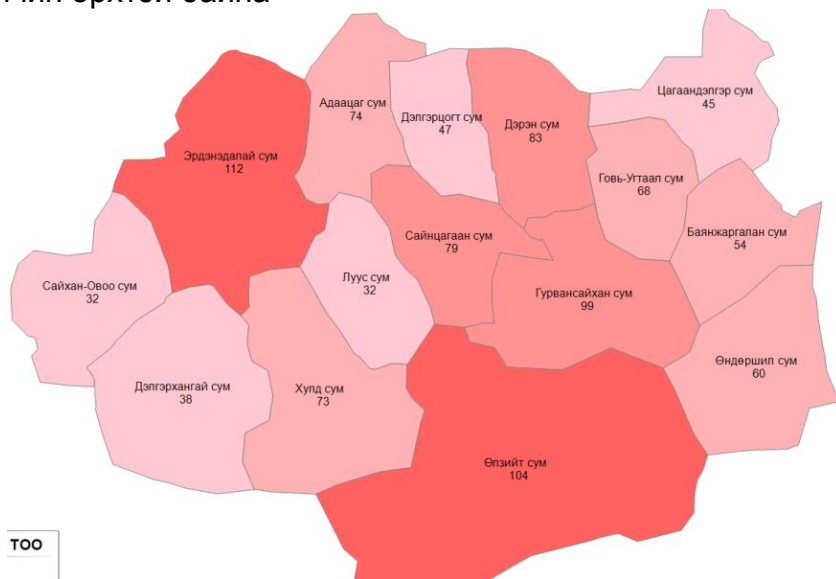 эрхтэй байна
Цагаандэлгэр сум
45
Адаацаг сум
74
Дэлгэрцогт сум
47
Дэрэн сум
83
Эрдэнэдалай сум
112
Говь-Угтаал сум
68
Сайнцагаан сум
79
Баянжаргалан сум
54
Сайхан-Овоо сум
32
Луус сум
32
Гурвансайхан сум
99
Өндөршил сум
60
Дэлгэрхангай сум
38
Хулд сум
73
Өлзийт сум
104
ТОО